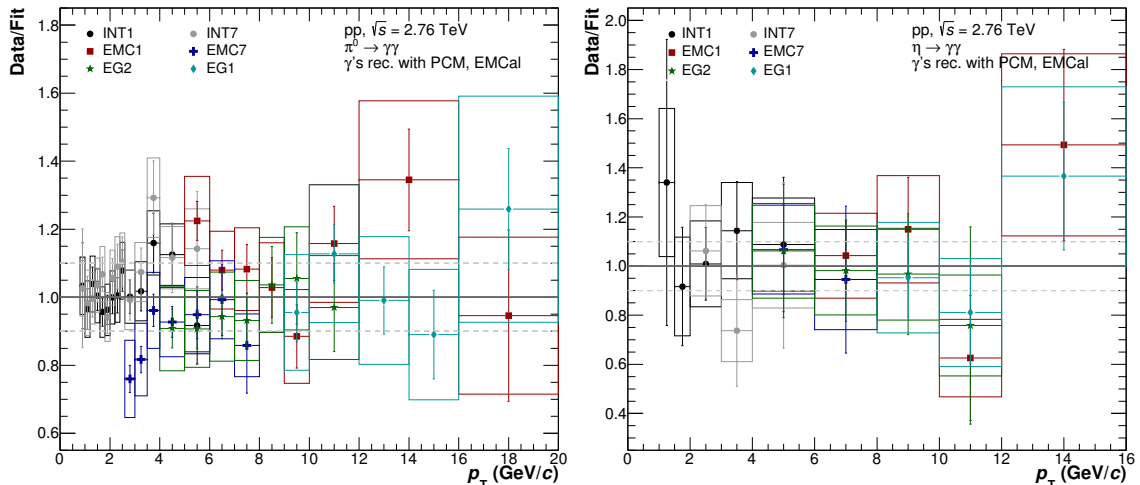 Data/Fit
1.8
1.6
1.4
1.2
1.0
0.8
0.6
INT1
EMC1
EG2
INT7
EMC7
EG1
pp, √s = 2.76 TeV
π⁰ → γγ
γ's rec. with PCM, EMCal
0 2 4 6 8 10 12 14 16 18 20
p_T (GeV/c)
Data/Fit
2.0
1.8
1.6
1.4
1.2
1.0
0.8
0.6
0.4
INT1
EMC1
EG2
INT7
EMC7
EG1
pp, √s = 2.76 TeV
η → γγ
γ's rec. with PCM, EMCal
0 2 4 6 8 10 12 14 16
p_T (GeV/c)